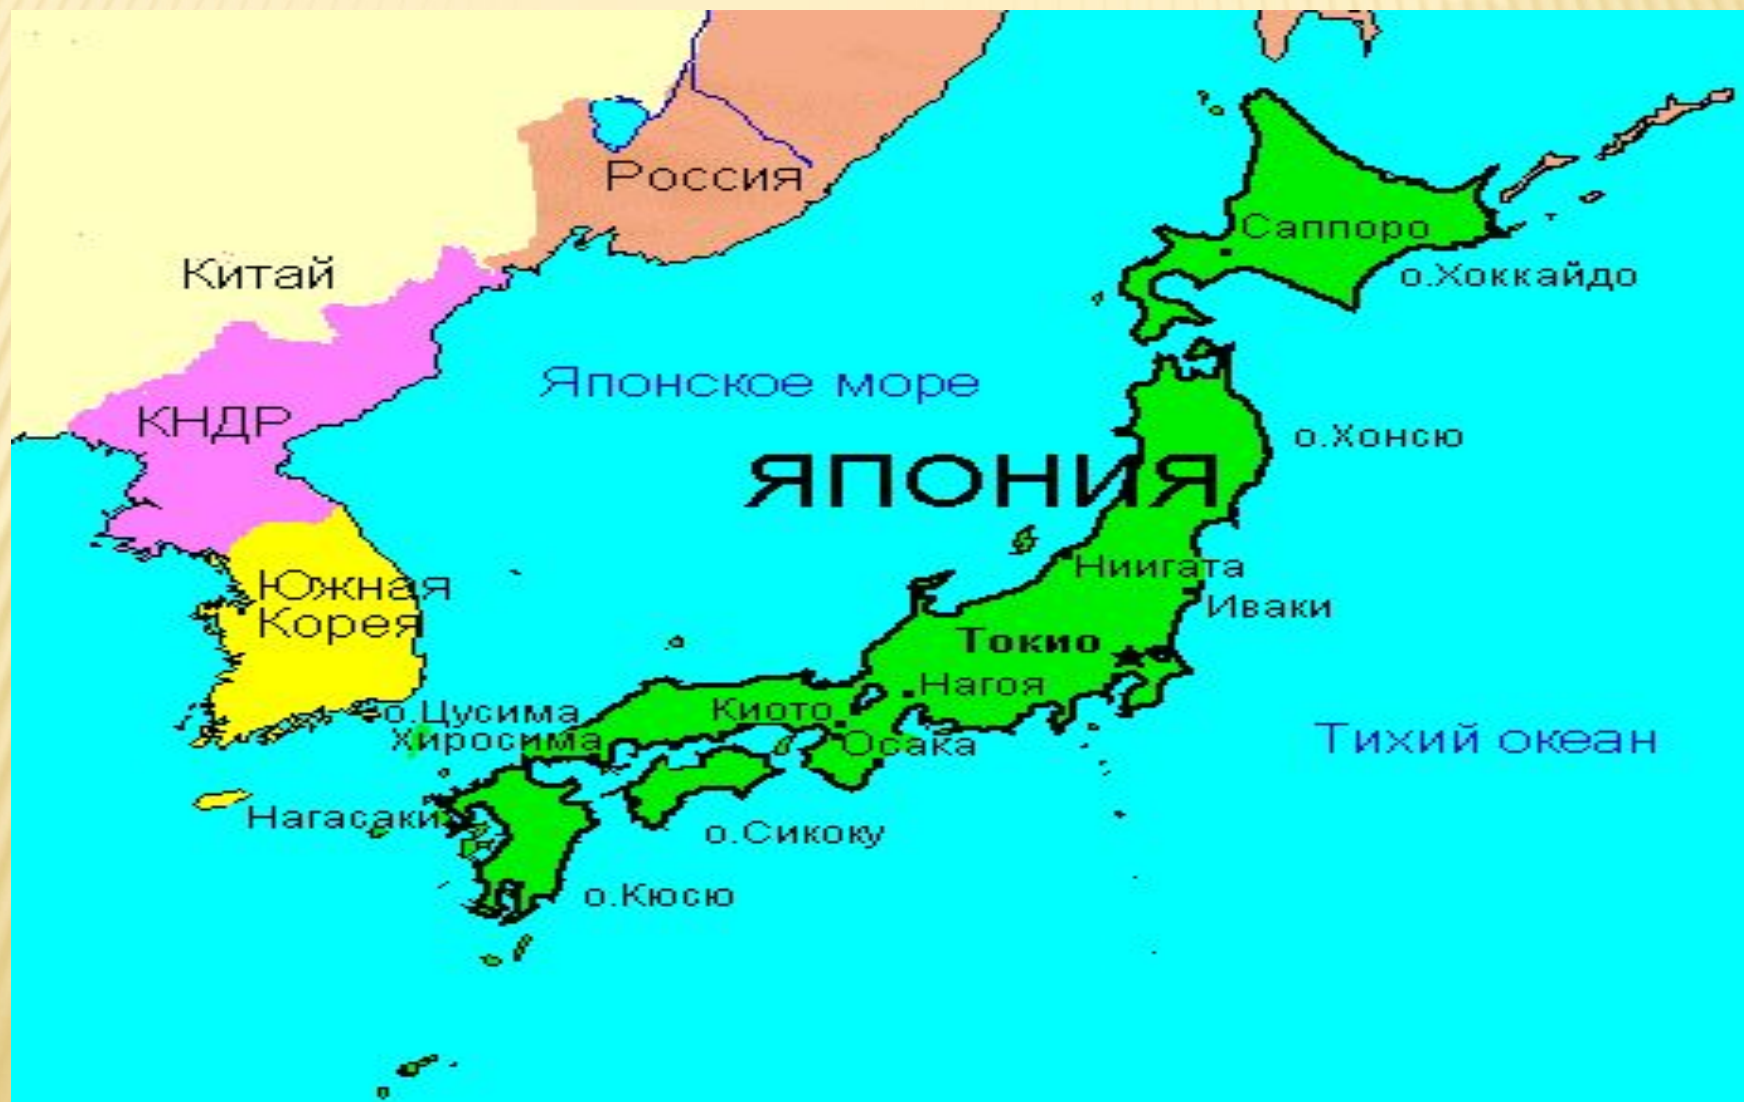 Россия
Саппоро
Китай
о.Хоккайдо
Японское море
КНДР
о.Хонсю
ЯПОНИЯ
Ниигата
Южная
Корея
Иваки
Токио
Нагоя
о.Цусима
Киото
Хиросима
Осака
Тихий океан
Нагасаки
о.Сикоку
о.Кюсю